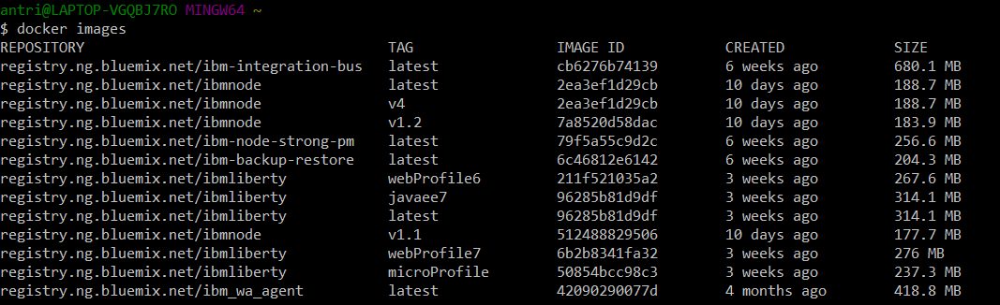 antri@LAPTOP-VGQBJ7RO MINGW64 ~
$ docker images
REPOSITORY TAG IMAGE ID CREATED SIZE
registry.ng.bluemix.net/ibm-integration-bus latest cb6276b74139 6 weeks ago 680.1 MB
registry.ng.bluemix.net/ibmnode latest 2ea3ef1d29cb 10 days ago 188.7 MB
registry.ng.bluemix.net/ibmnode v4 2ea3ef1d29cb 10 days ago 188.7 MB
registry.ng.bluemix.net/ibmnode v1.2 7a8520d58dac 10 days ago 183.9 MB
registry.ng.bluemix.net/ibm-node-strong-pm latest 79f5a55c9d2c 6 weeks ago 256.6 MB
registry.ng.bluemix.net/ibm-backup-restore latest 6c46812e6142 6 weeks ago 204.3 MB
registry.ng.bluemix.net/ibmliberty webProfile6 211f521035a2 3 weeks ago 267.6 MB
registry.ng.bluemix.net/ibmliberty javaee7 96285b81d9df 3 weeks ago 314.1 MB
registry.ng.bluemix.net/ibmliberty latest 96285b81d9df 3 weeks ago 314.1 MB
registry.ng.bluemix.net/ibmnode v1.1 512488829506 10 days ago 177.7 MB
registry.ng.bluemix.net/ibmliberty webProfile7 6b2b8341fa32 3 weeks ago 276 MB
registry.ng.bluemix.net/ibmliberty microProfile 50854bcc98c3 3 weeks ago 237.3 MB
registry.ng.bluemix.net/ibm_wa_agent latest 42090290077d 4 months ago 418.8 MB